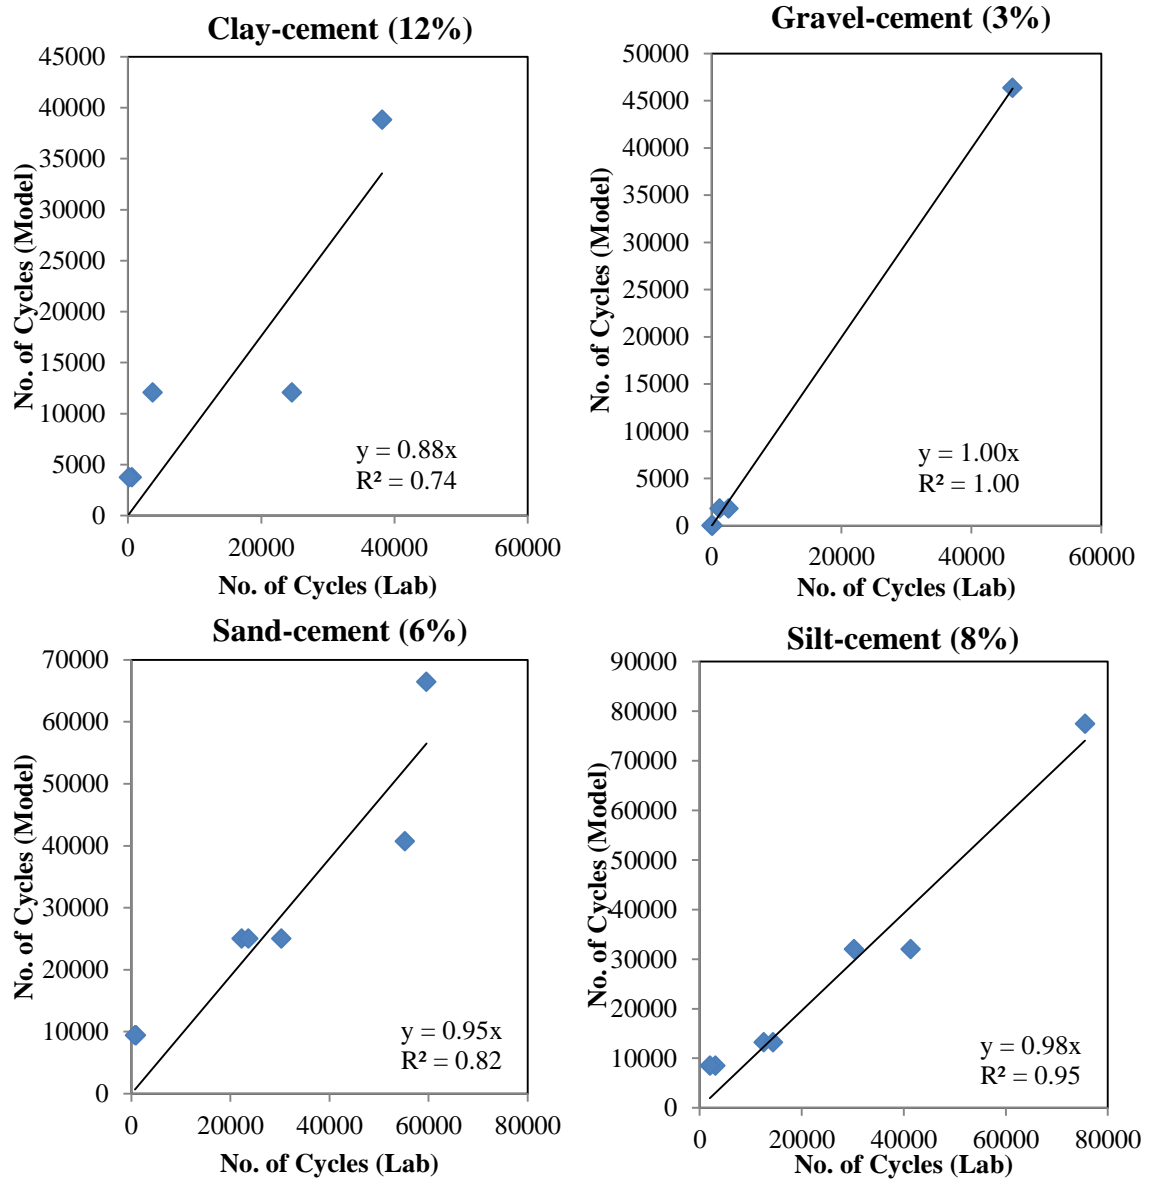 Clay-cement (12%)
45000
40000
35000
30000
25000
20000
15000
10000
5000
0
No. of Cycles (Model)
y = 0.88x
R² = 0.74
0 20000 40000 60000
No. of Cycles (Lab)
Gravel-cement (3%)
50000
45000
40000
35000
30000
25000
20000
15000
10000
5000
0
No. of Cycles (Model)
y = 1.00x
R² = 1.00
0 20000 40000 60000
No. of Cycles (Lab)
Sand-cement (6%)
70000
60000
50000
40000
30000
20000
10000
0
No. of Cycles (Model)
y = 0.95x
R² = 0.82
0 20000 40000 60000 80000
No. of Cycles (Lab)
Silt-cement (8%)
90000
80000
70000
60000
50000
40000
30000
20000
10000
0
No. of Cycles (Model)
y = 0.98x
R² = 0.95
0 20000 40000 60000 80000
No. of Cycles (Lab)